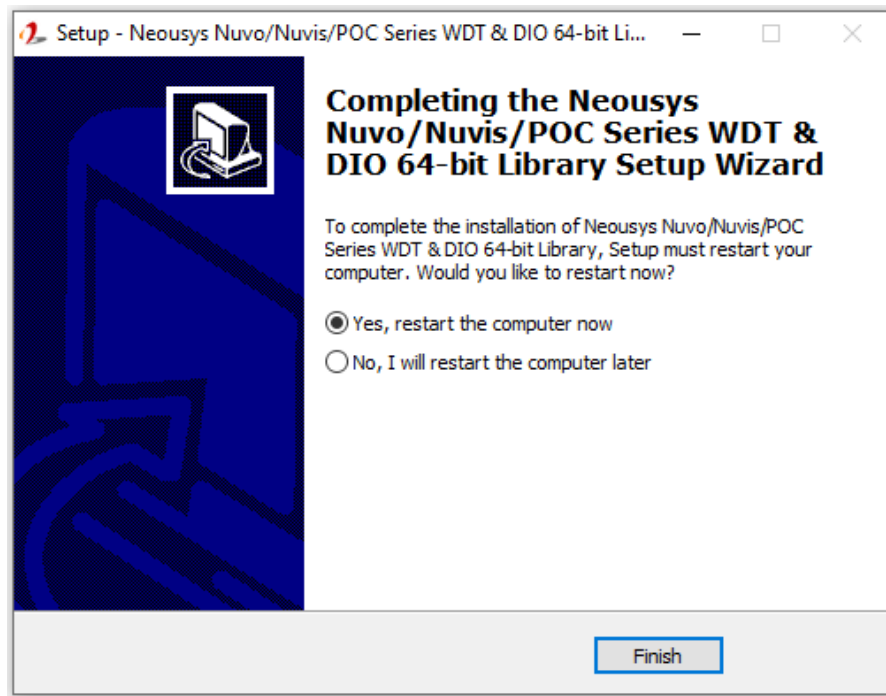 Setup - Neousys Nuvo/Nuvis/POC Series WDT & DIO 64-bit Li...
Completing the Neousys
Nuvo/Nuvis/POC Series WDT &
DIO 64-bit Library Setup Wizard
To complete the installation of Neousys Nuvo/Nuvis/POC
Series WDT & DIO 64-bit Library, Setup must restart your
computer. Would you like to restart now?
Yes, restart the computer now
No, I will restart the computer later
Finish